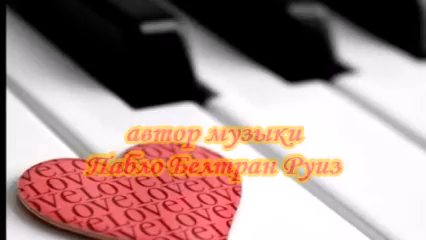 автор музыки
Пабло Белтран Руиз